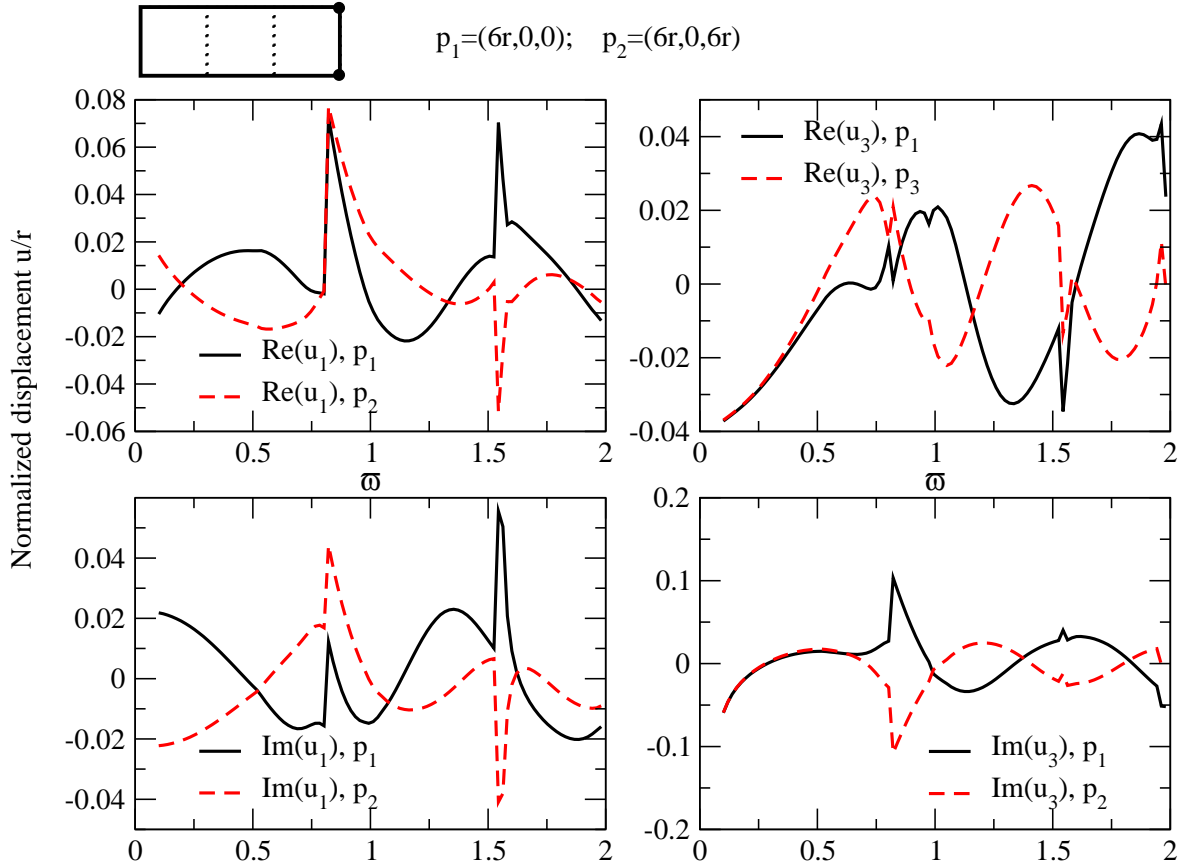 p1=(6r,0,0); p2=(6r,0,6r)
Normalized displacement u/r
0.08
0.06
0.04
0.02
0
-0.02
-0.04
-0.06
0 0.5 1 1.5 2
ϖ
Re(u1), p1
Re(u1), p2
0.04
0.02
0
-0.02
-0.04
0 0.5 1 1.5 2
ϖ
Re(u3), p1
Re(u3), p3
0.04
0.02
0
-0.02
-0.04
0 0.5 1 1.5 2
Im(u1), p1
Im(u1), p2
0.2
0.1
0
-0.1
-0.2
0 0.5 1 1.5 2
Im(u3), p1
Im(u3), p2